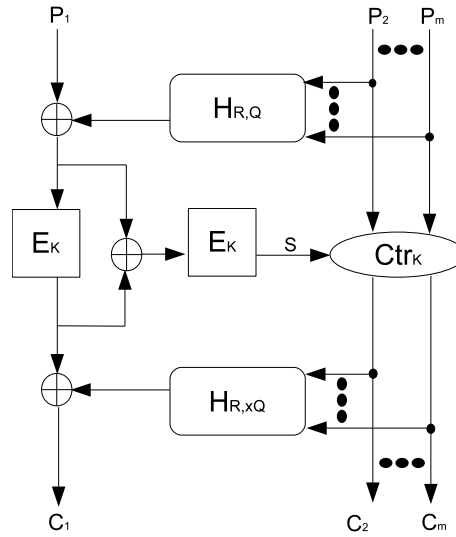 P1 P2 Pm
HR,Q
EK EK S CtrK
HR,xQ
C1 C2 Cm